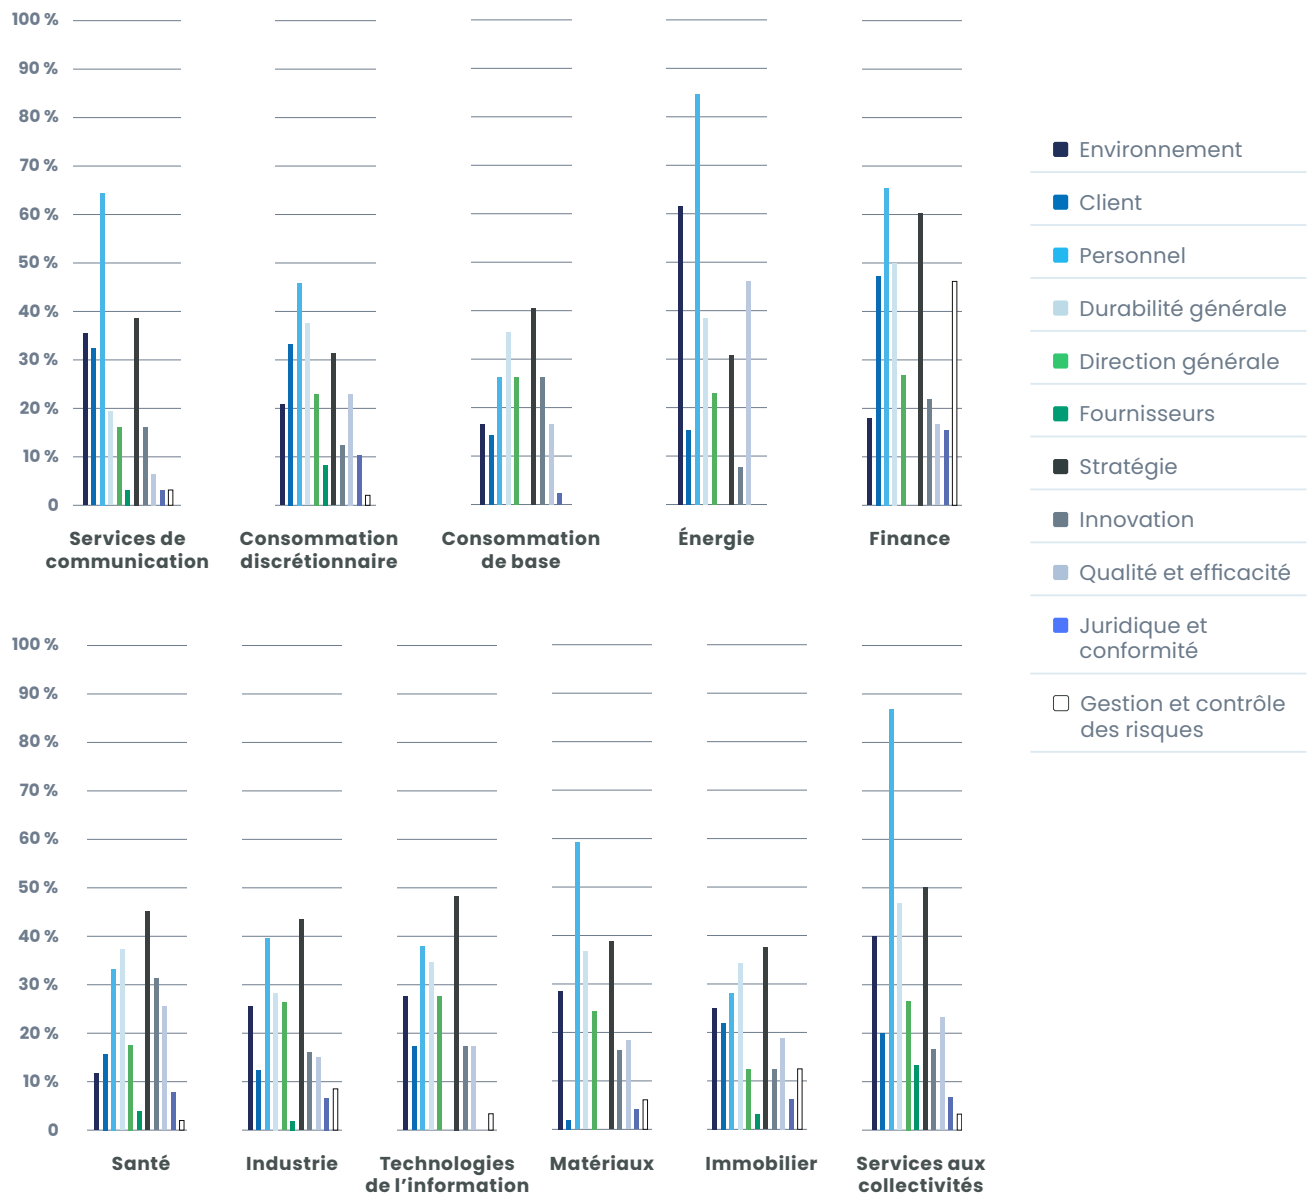 100 %
90 %
80 %
70 %
60 %
50 %
40 %
30 %
20 %
10 %
0
Services de
communication
Consommation
discrétionnaire
Consommation
de base
Énergie
Finance
100 %
90 %
80 %
70 %
60 %
50 %
40 %
30 %
20 %
10 %
0
Santé
Industrie
Technologies
de l’information
Matériaux
Immobilier
Services aux
collectivités
Environnement
Client
Personnel
Durabilité générale
Direction générale
Fournisseurs
Stratégie
Innovation
Qualité et efficacité
Juridique et
conformité
Gestion et contrôle
des risques